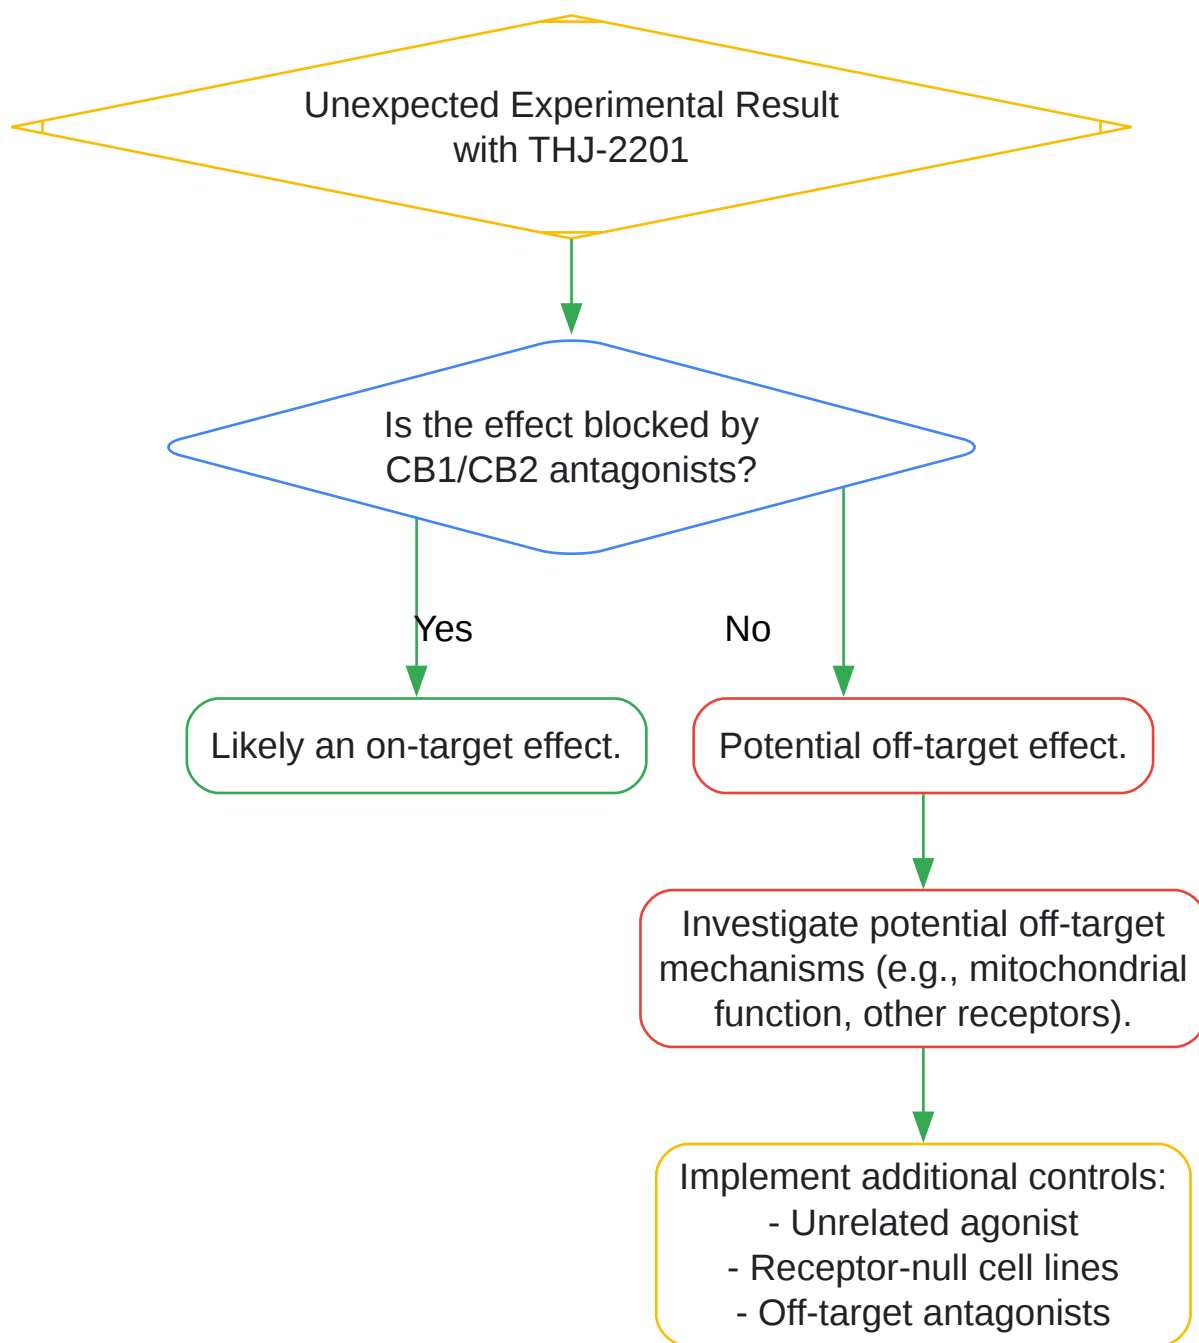 Unexpected Experimental Result
with THJ-2201
Is the effect blocked by
CB1/CB2 antagonists?
Yes
No
Likely an on-target effect.
Potential off-target effect.
Investigate potential off-target
mechanisms (e.g., mitochondrial
function, other receptors).
Implement additional controls:
- Unrelated agonist
- Receptor-null cell lines
- Off-target antagonists